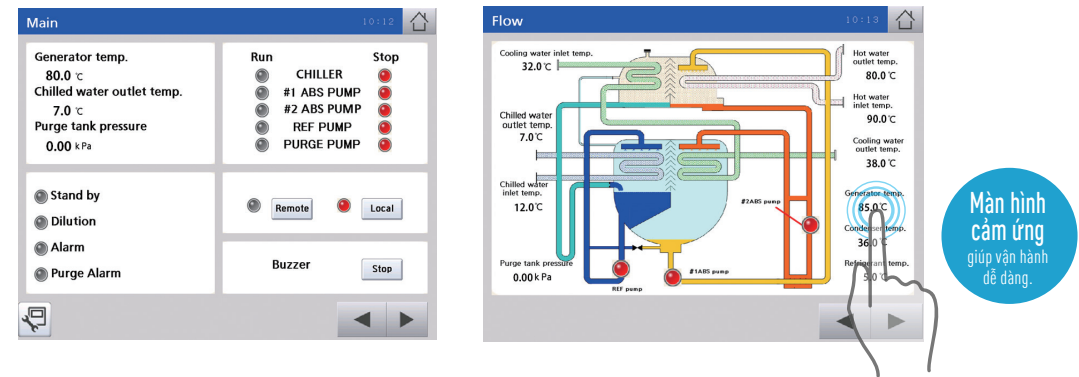 Main
10:12
Generator temp.
80.0 ℃
Chilled water outlet temp.
7.0 ℃
Purge tank pressure
0.00 k Pa
Run Stop
CHILLER
#1 ABS PUMP
#2 ABS PUMP
REF PUMP
PURGE PUMP
Stand by
Dilution
Alarm
Purge Alarm
Remote
Local
Buzzer
Stop
Flow
10:13
Cooling water inlet temp.
32.0℃
Chilled water
outlet temp.
7.0℃
Chilled water
inlet temp.
12.0℃
Purge tank pressure
0.00k Pa
REF pump
#1ABS pump
#2ABS pump
Hot water
outlet temp.
80.0℃
Hot water
inlet temp.
90.0℃
Cooling water
outlet temp.
38.0℃
Generator temp.
85.0℃
Condenser temp.
36.0℃
Refrigerant temp.
5.0℃
Màn hình
cảm ứng
giúp vận hành
dễ dàng.